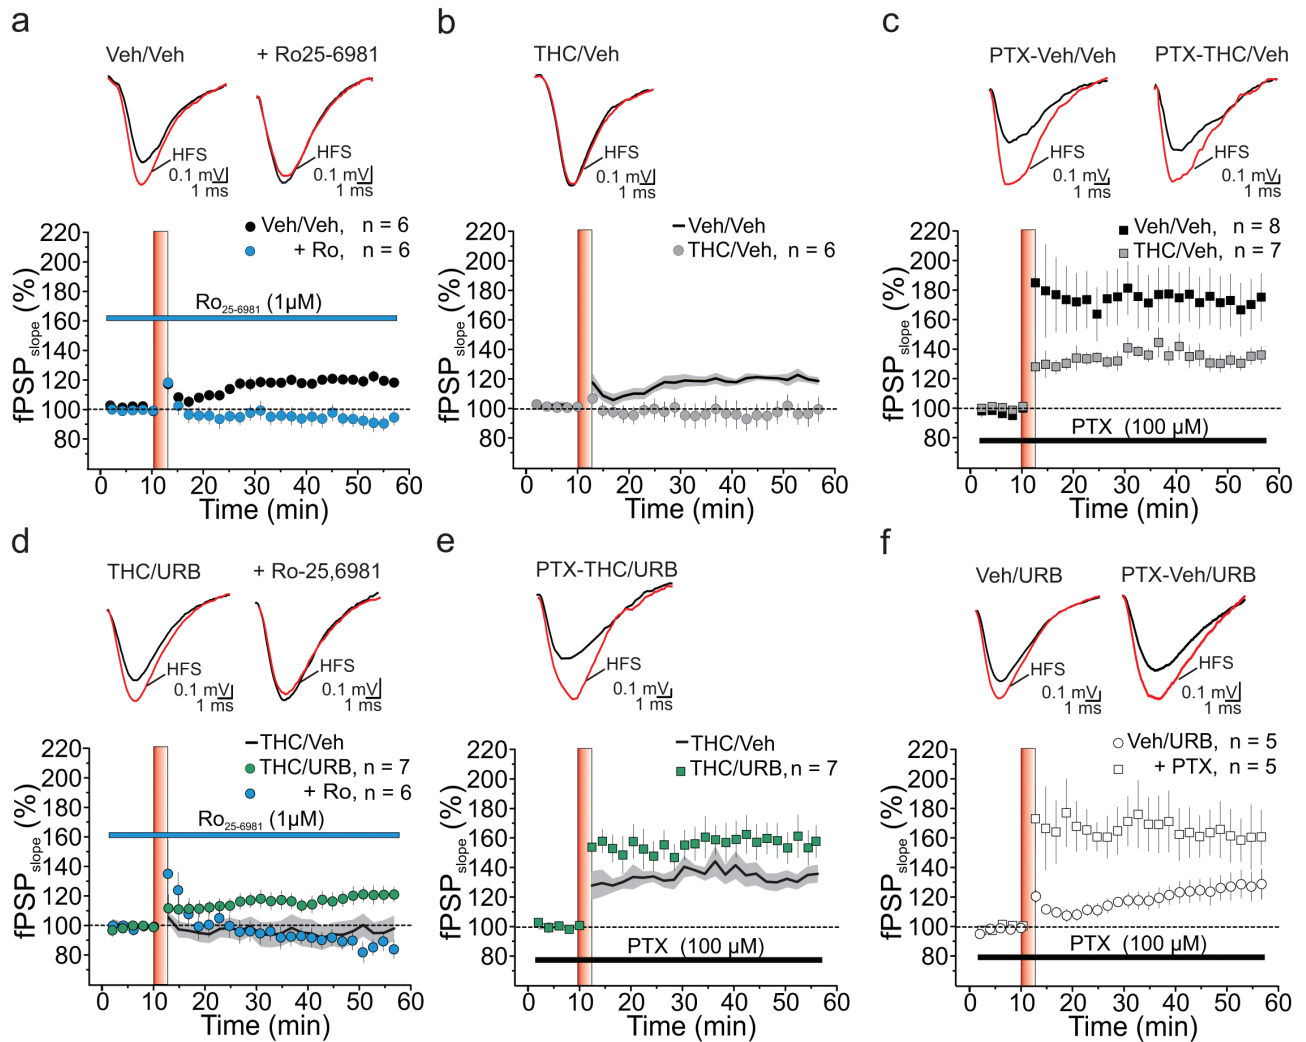 a
Veh/Veh
+ Ro25-6981
HFS
0.1 mV
1 ms
HFS
0.1 mV
1 ms
Veh/Veh, n = 6
+ Ro, n = 6
Ro25-6981 (1µM)
fPSPslope (%)
220
200
180
160
140
120
100
80
0 10 20 30 40 50 60
Time (min)
b
THC/Veh
HFS
0.1 mV
1 ms
Veh/Veh
THC/Veh, n = 6
fPSPslope (%)
220
200
180
160
140
120
100
80
0 10 20 30 40 50 60
Time (min)
c
PTX-Veh/Veh
PTX-THC/Veh
HFS
0.1 mV
1 ms
HFS
0.1 mV
1 ms
Veh/Veh, n = 8
THC/Veh, n = 7
fPSPslope (%)
220
200
180
160
140
120
100
80
PTX (100 µM)
0 10 20 30 40 50 60
Time (min)
d
THC/URB
+ Ro-25,6981
HFS
0.1 mV
1 ms
HFS
0.1 mV
1 ms
THC/Veh
THC/URB, n = 7
+ Ro, n = 6
Ro25-6981 (1µM)
fPSPslope (%)
220
200
180
160
140
120
100
80
0 10 20 30 40 50 60
Time (min)
e
PTX-THC/URB
HFS
0.1 mV
1 ms
THC/Veh
THC/URB, n = 7
fPSPslope (%)
220
200
180
160
140
120
100
80
PTX (100 µM)
0 10 20 30 40 50 60
Time (min)
f
Veh/URB
PTX-Veh/URB
HFS
0.1 mV
1 ms
HFS
0.1 mV
1 ms
Veh/URB, n = 5
+ PTX, n = 5
fPSPslope (%)
220
200
180
160
140
120
100
80
PTX (100 µM)
0 10 20 30 40 50 60
Time (min)